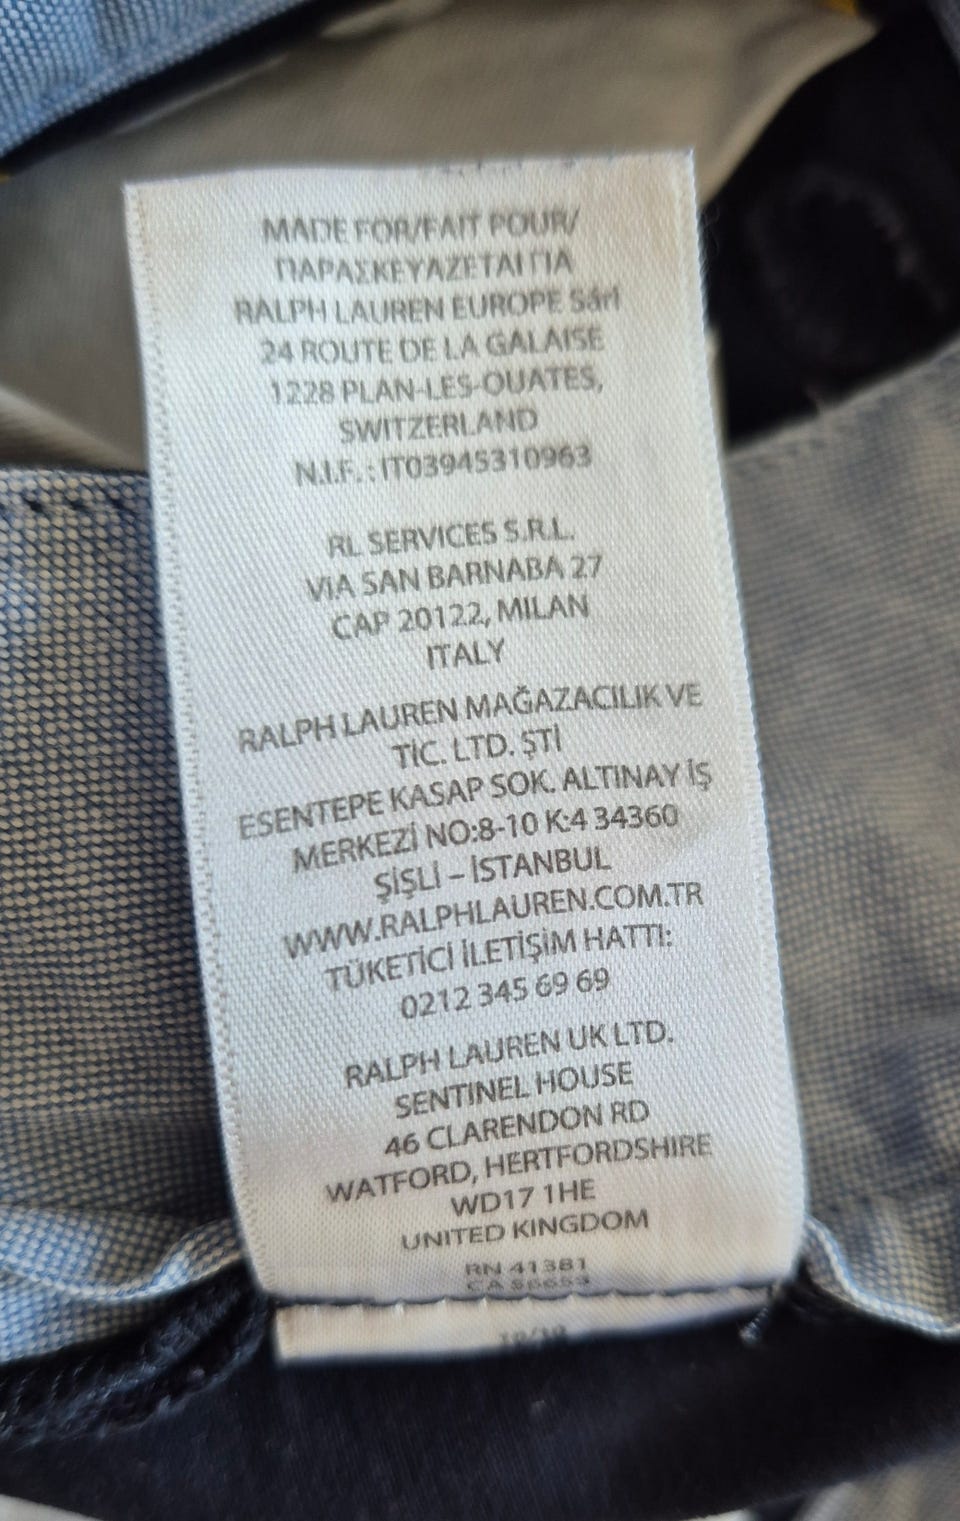 MADE FOR/FAIT POUR/
ΠΑΡΑΣΚΕΥΑΖΕΤΑΙ ΓΙΑ
RALPH LAUREN EUROPE Sárl
24 ROUTE DE LA GALAISE
1228 PLAN-LES-OUATES,
SWITZERLAND
N.I.F. : IT03945310963
RL SERVICES S.R.L.
VIA SAN BARNABA 27
CAP 20122, MILAN
ITALY
RALPH LAUREN MAĞAZACILIK VE
TİC. LTD. ŞTİ
ESENTEPE KASAP SOK. ALTINAY İŞ
MERKEZİ NO:8-10 K:4 34360
ŞİŞLİ – İSTANBUL
WWW.RALPHLAUREN.COM.TR
TÜKETİCİ İLETİŞİM HATTI:
0212 345 69 69
RALPH LAUREN UK LTD.
SENTINEL HOUSE
46 CLARENDON RD
WATFORD, HERTFORDSHIRE
WD17 1HE
UNITED KINGDOM
RN 41381
CA